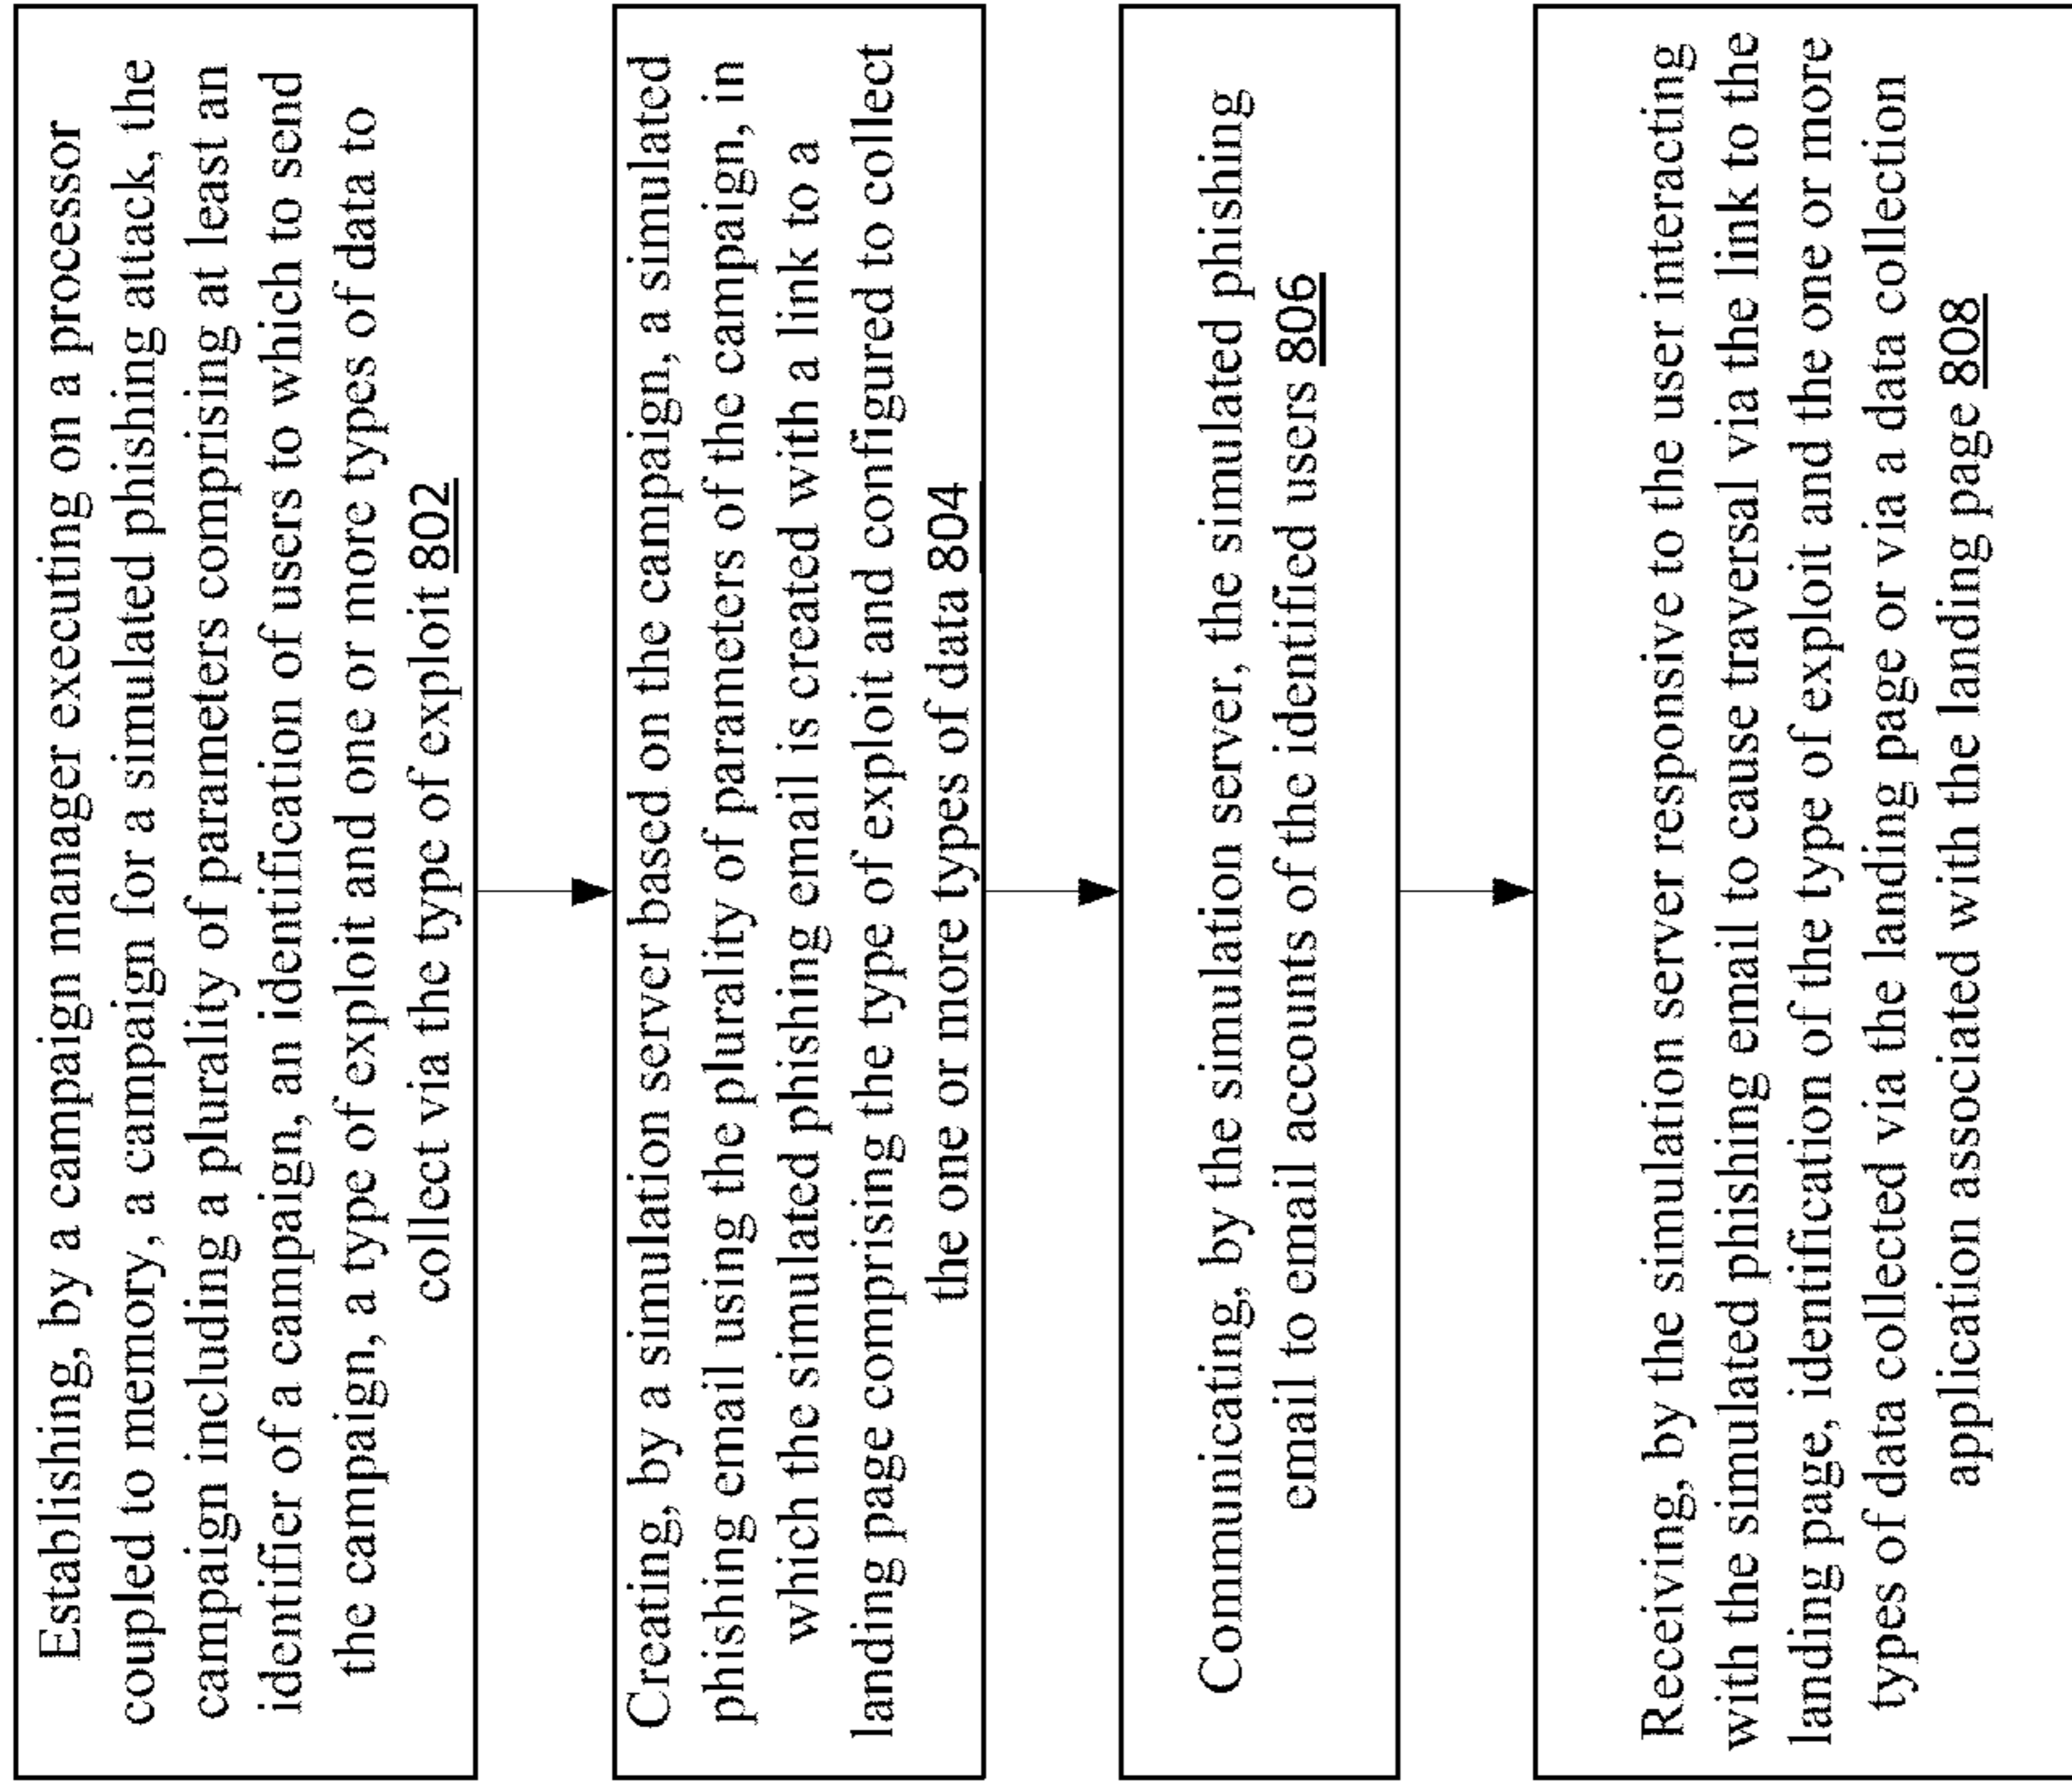 Establishing, by a campaign manager executing on a processor
coupled to memory, a campaign for a simulated phishing attack, the
campaign including a plurality of parameters comprising at least an
identifier of a campaign, an identification of users to which to send
the campaign, a type of exploit and one or more types of data to
collect via the type of exploit 802
Creating, by a simulation server based on the campaign, a simulated
phishing email using the plurality of parameters of the campaign, in
which the simulated phishing email is created with a link to a
landing page comprising the type of exploit and configured to collect
the one or more types of data 804
Communicating, by the simulation server, the simulated phishing
email to email accounts of the identified users 806
Receiving, by the simulation server responsive to the user interacting
with the simulated phishing email to cause traversal via the link to the
landing page, identification of the type of exploit and the one or more
types of data collected via the landing page or via a data collection
application associated with the landing page 808